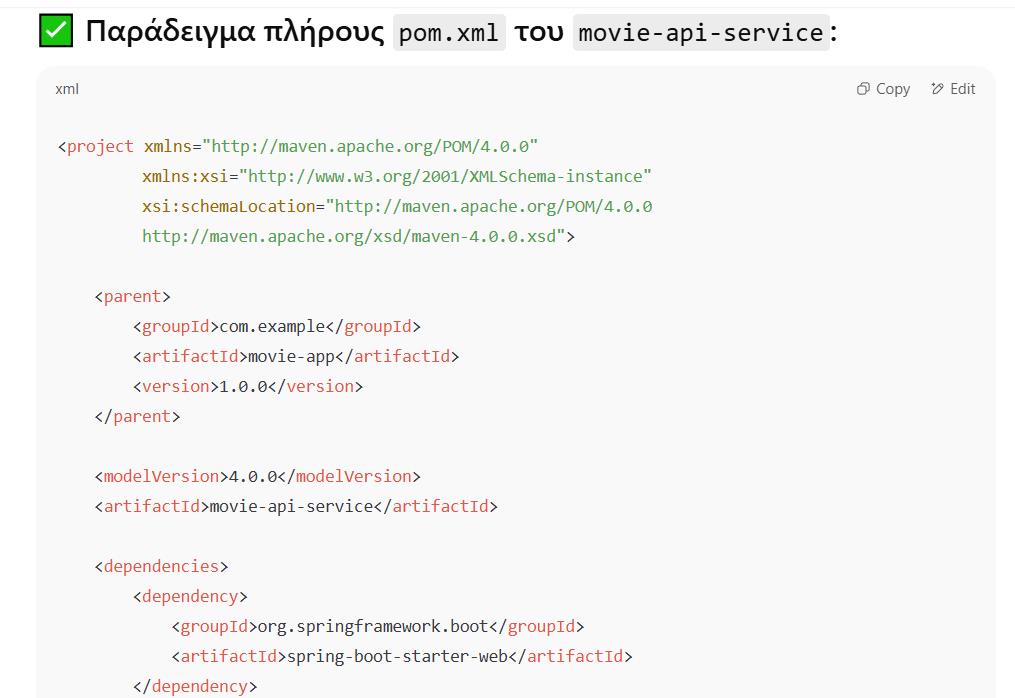 ✅ Παράδειγμα πλήρους pom.xml του movie-api-service:
xml Copy Edit
<project xmlns="http://maven.apache.org/POM/4.0.0"
         xmlns:xsi="http://www.w3.org/2001/XMLSchema-instance"
         xsi:schemaLocation="http://maven.apache.org/POM/4.0.0
         http://maven.apache.org/xsd/maven-4.0.0.xsd">
    <parent>
        <groupId>com.example</groupId>
        <artifactId>movie-app</artifactId>
        <version>1.0.0</version>
    </parent>
    <modelVersion>4.0.0</modelVersion>
    <artifactId>movie-api-service</artifactId>
    <dependencies>
        <dependency>
            <groupId>org.springframework.boot</groupId>
            <artifactId>spring-boot-starter-web</artifactId>
        </dependency>